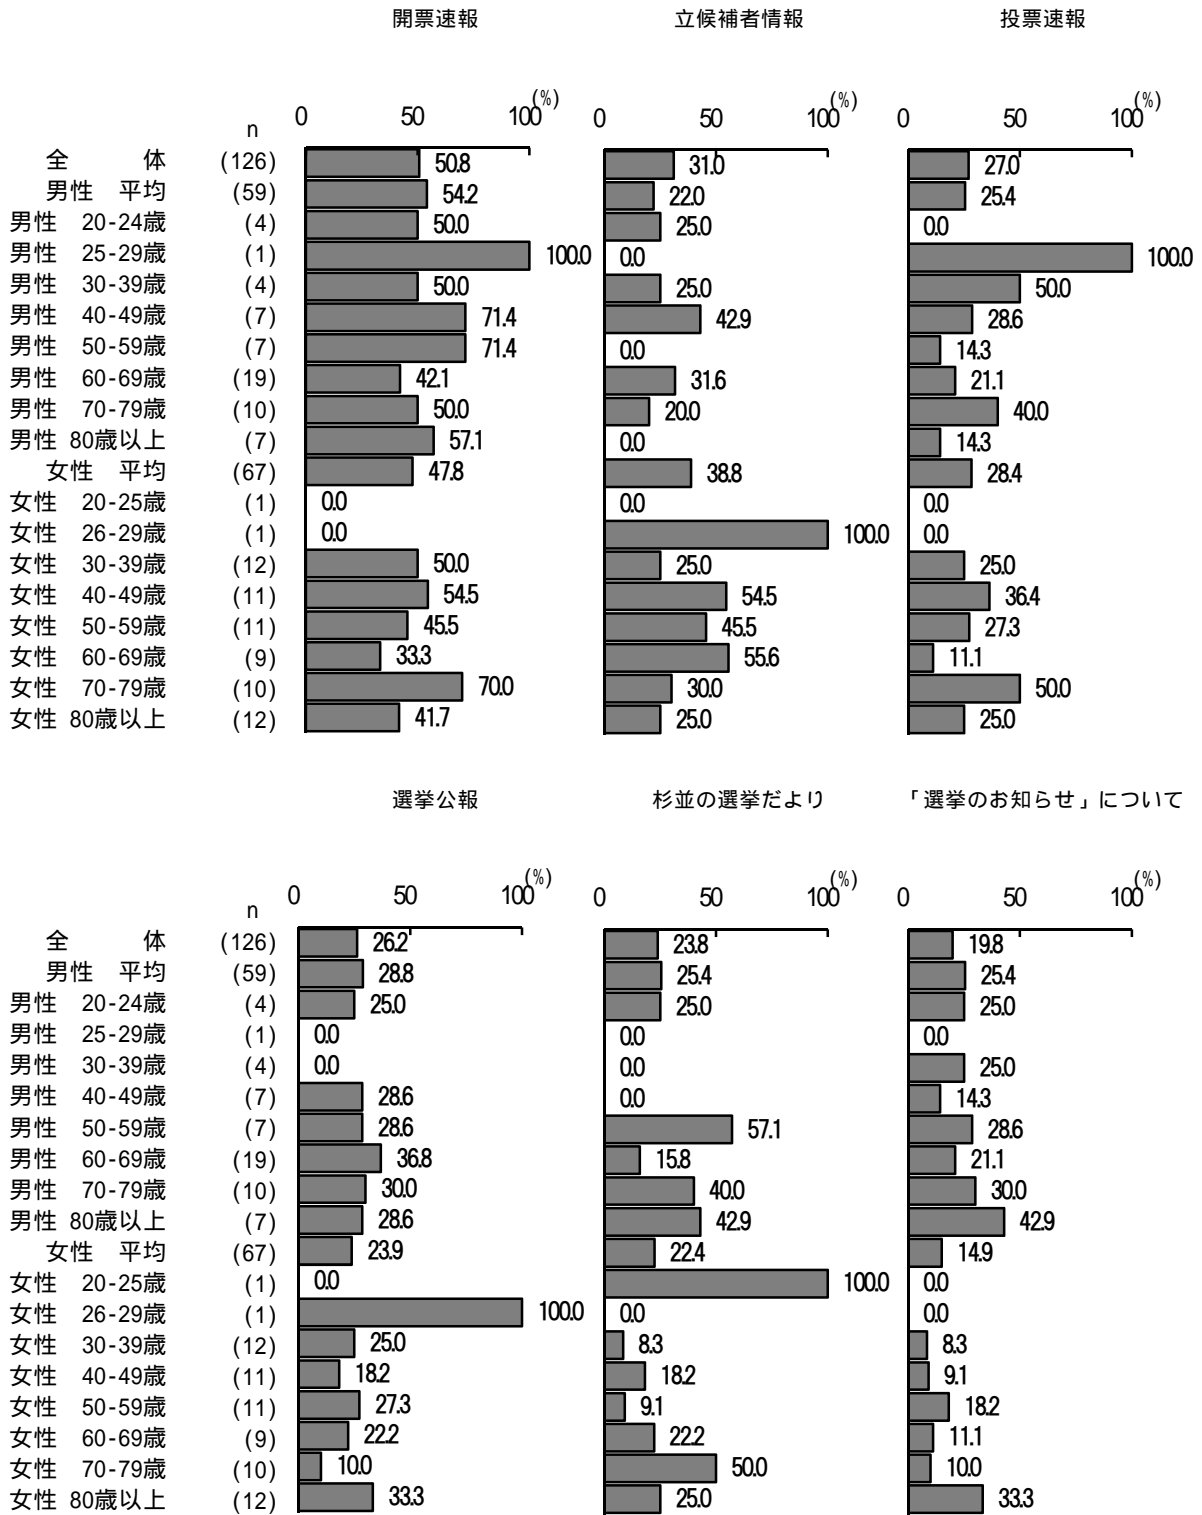 開票速報 立候補者情報 投票速報
(%) (%) (%)
0 50 100 0 50 100 0 50 100
n
全 体 (126) 50.8 31.0 27.0
男性 平均 (59) 54.2 22.0 25.4
男性 20-24歳 (4) 50.0 25.0 0.0
男性 25-29歳 (1) 100.0 0.0 100.0
男性 30-39歳 (4) 50.0 25.0 50.0
男性 40-49歳 (7) 71.4 42.9 28.6
男性 50-59歳 (7) 71.4 0.0 14.3
男性 60-69歳 (19) 42.1 31.6 21.1
男性 70-79歳 (10) 50.0 20.0 40.0
男性 80歳以上 (7) 57.1 0.0 14.3
女性 平均 (67) 47.8 38.8 28.4
女性 20-25歳 (1) 0.0 0.0 0.0
女性 26-29歳 (1) 0.0 100.0 0.0
女性 30-39歳 (12) 50.0 25.0 25.0
女性 40-49歳 (11) 54.5 54.5 36.4
女性 50-59歳 (11) 45.5 45.5 27.3
女性 60-69歳 (9) 33.3 55.6 11.1
女性 70-79歳 (10) 70.0 30.0 50.0
女性 80歳以上 (12) 41.7 25.0 25.0
選挙公報 杉並の選挙だより 「選挙のお知らせ」について
(%) (%) (%)
0 50 100 0 50 100 0 50 100
n
全 体 (126) 26.2 23.8 19.8
男性 平均 (59) 28.8 25.4 25.4
男性 20-24歳 (4) 25.0 25.0 25.0
男性 25-29歳 (1) 0.0 0.0 0.0
男性 30-39歳 (4) 0.0 0.0 25.0
男性 40-49歳 (7) 28.6 0.0 14.3
男性 50-59歳 (7) 28.6 57.1 28.6
男性 60-69歳 (19) 36.8 15.8 21.1
男性 70-79歳 (10) 30.0 40.0 30.0
男性 80歳以上 (7) 28.6 42.9 42.9
女性 平均 (67) 23.9 22.4 14.9
女性 20-25歳 (1) 0.0 100.0 0.0
女性 26-29歳 (1) 100.0 0.0 0.0
女性 30-39歳 (12) 25.0 8.3 8.3
女性 40-49歳 (11) 18.2 18.2 9.1
女性 50-59歳 (11) 27.3 9.1 18.2
女性 60-69歳 (9) 22.2 22.2 11.1
女性 70-79歳 (10) 10.0 50.0 10.0
女性 80歳以上 (12) 33.3 25.0 33.3